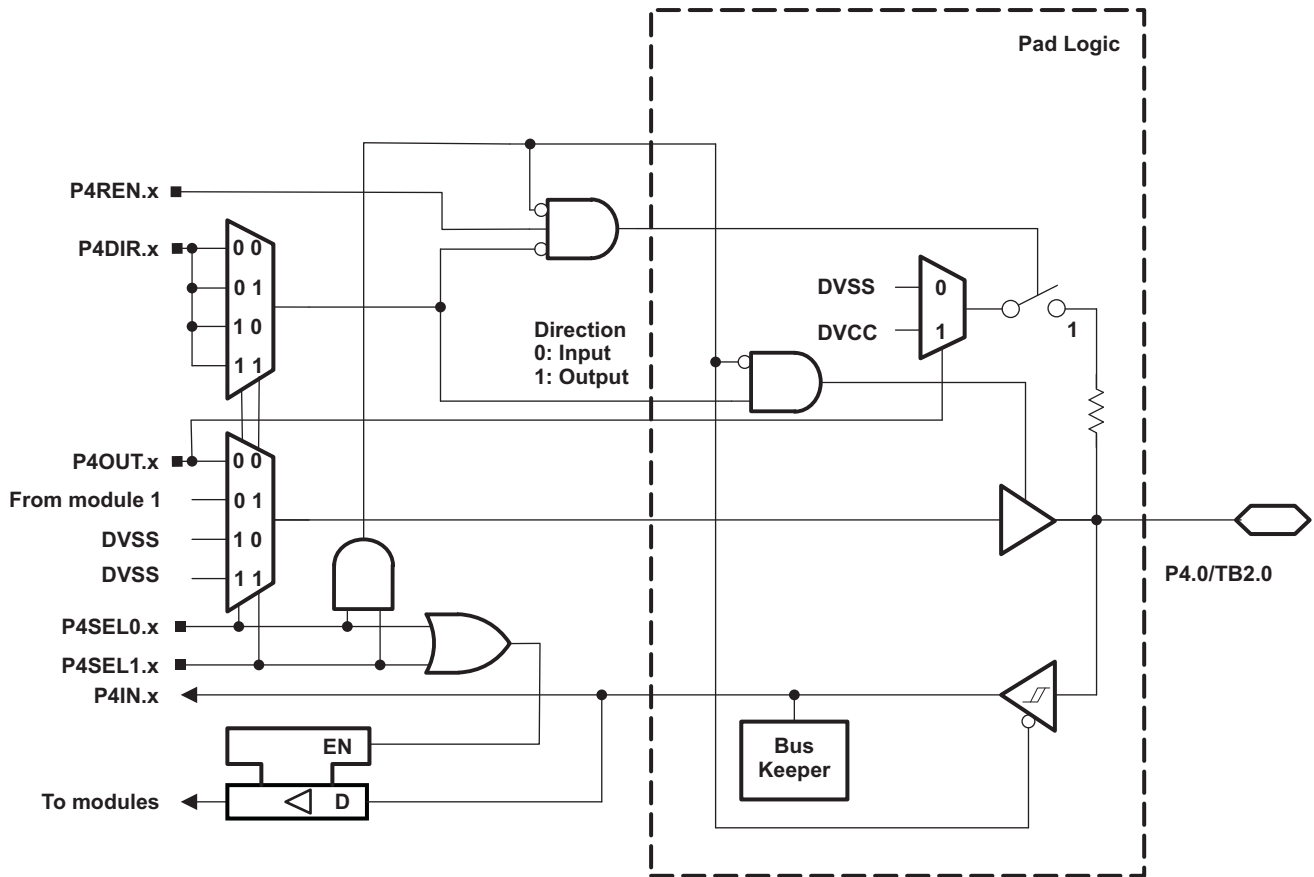 Pad Logic
P4REN.x
P4DIR.x
0 0
0 1
1 0
1 1
Direction
0: Input
1: Output
DVSS
0
DVCC
1
1
P4OUT.x
0 0
From module 1
0 1
DVSS
1 0
DVSS
1 1
P4.0/TB2.0
P4SEL0.x
P4SEL1.x
P4IN.x
EN
Bus
Keeper
To modules
D